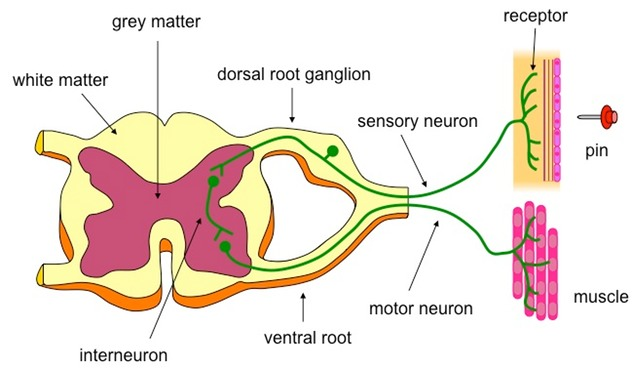 receptor
grey matter
white matter
dorsal root ganglion
sensory neuron
pin
muscle
motor neuron
ventral root
interneuron